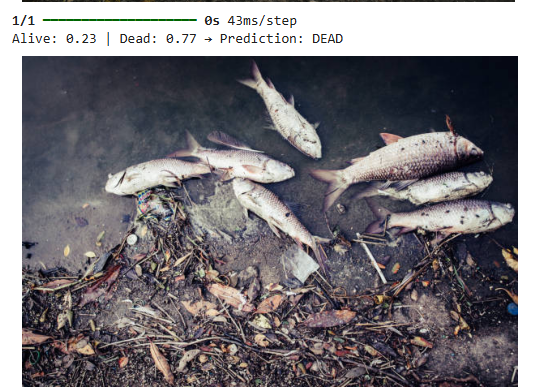 1/1 ━━━━━━━━━━━━━━━━━━━━ 0s 43ms/step
Alive: 0.23 | Dead: 0.77 → Prediction: DEAD